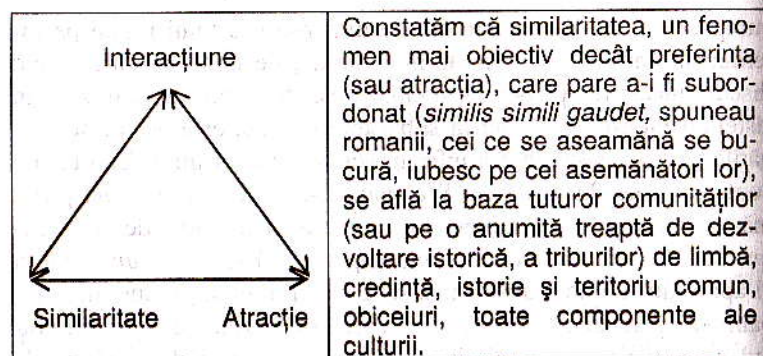 Interacțiune
Similaritate
Atracție
Constatăm că similaritatea, un feno-
men mai obiectiv decât preferința
(sau atracția), care pare a-i fi subor-
donat (similis simili gaudet, spuneau
romanii, cei ce se aseamănă se bu-
cură, iubesc pe cei asemănători lor),
se află la baza tuturor comunităților
(sau pe o anumită treaptă de dez-
voltare istorică, a triburilor) de limbă,
credință, istorie și teritoriu comun,
obiceiuri, toate componente ale
culturii.